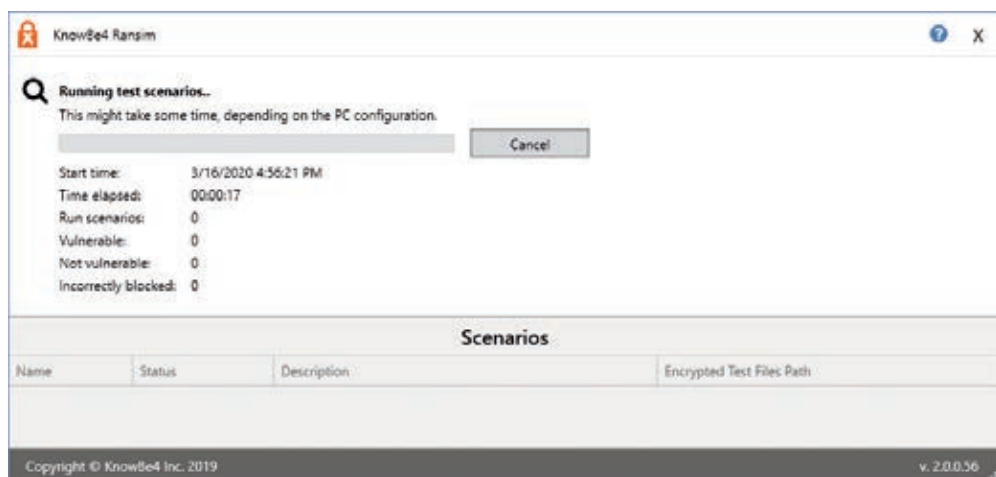 KnowBe4 Ransim
? X
Running test scenarios..
This might take some time, depending on the PC configuration.
Cancel
Start time: 3/16/2020 4:56:21 PM
Time elapsed: 00:00:17
Run scenarios: 0
Vulnerable: 0
Not vulnerable: 0
Incorrectly blocked: 0
Scenarios
Name Status Description Encrypted Test Files Path
Copyright © KnowBe4 Inc. 2019 v. 2.0.0.56